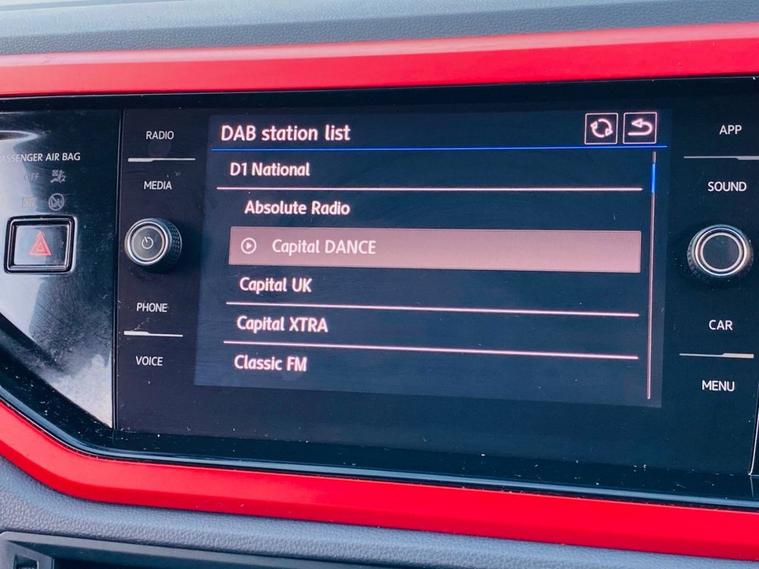 RADIO
MEDIA
PHONE
VOICE
ASSENGER AIR BAG
DAB station list
D1 National
Absolute Radio
Capital DANCE
Capital UK
Capital XTRA
Classic FM
APP
SOUND
CAR
MENU